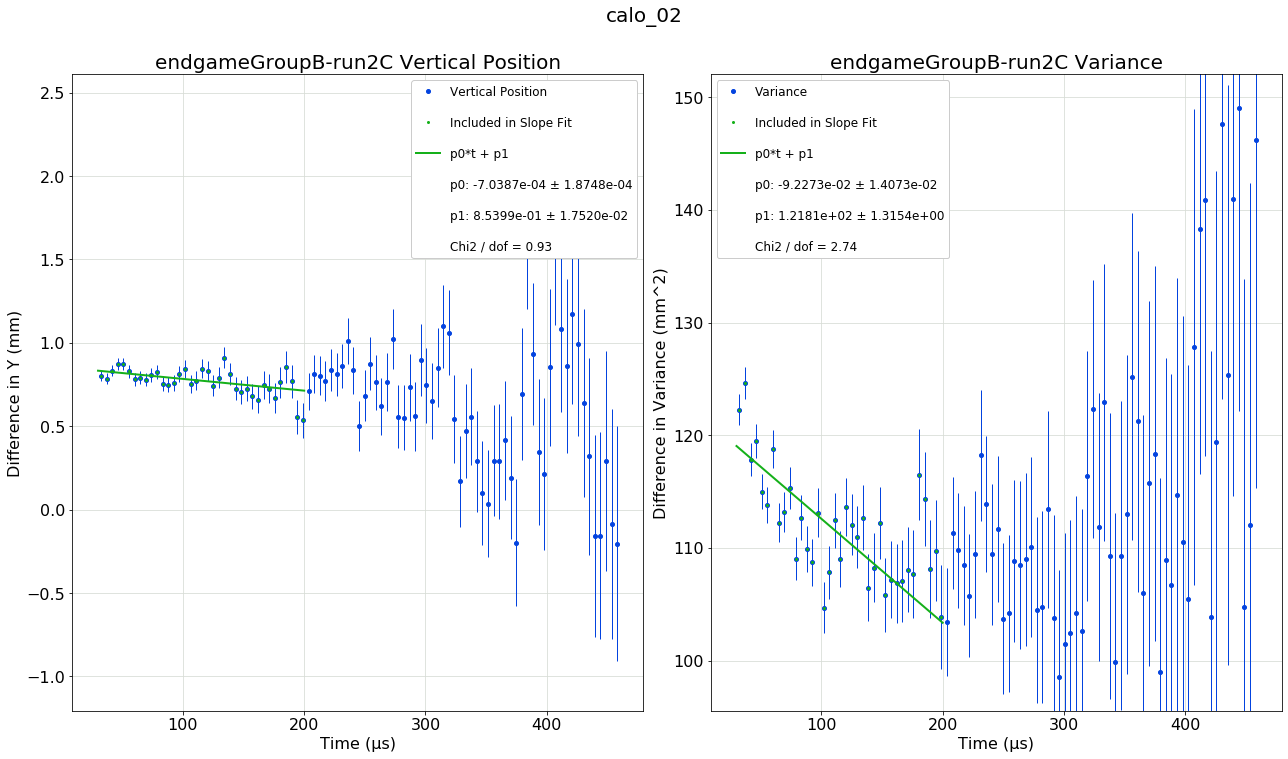 calo_02
endgameGroupB-run2C Vertical Position
Difference in Y (mm)
2.5
2.0
1.5
1.0
0.5
0.0
−0.5
−1.0
100
200
300
400
Time (μs)
Vertical Position
Included in Slope Fit
p0*t + p1
p0: -7.0387e-04 ± 1.8748e-04
p1: 8.5399e-01 ± 1.7520e-02
Chi2 / dof = 0.93
endgameGroupB-run2C Variance
Difference in Variance (mm^2)
150
140
130
120
110
100
100
200
300
400
Time (μs)
Variance
Included in Slope Fit
p0*t + p1
p0: -9.2273e-02 ± 1.4073e-02
p1: 1.2181e+02 ± 1.3154e+00
Chi2 / dof = 2.74